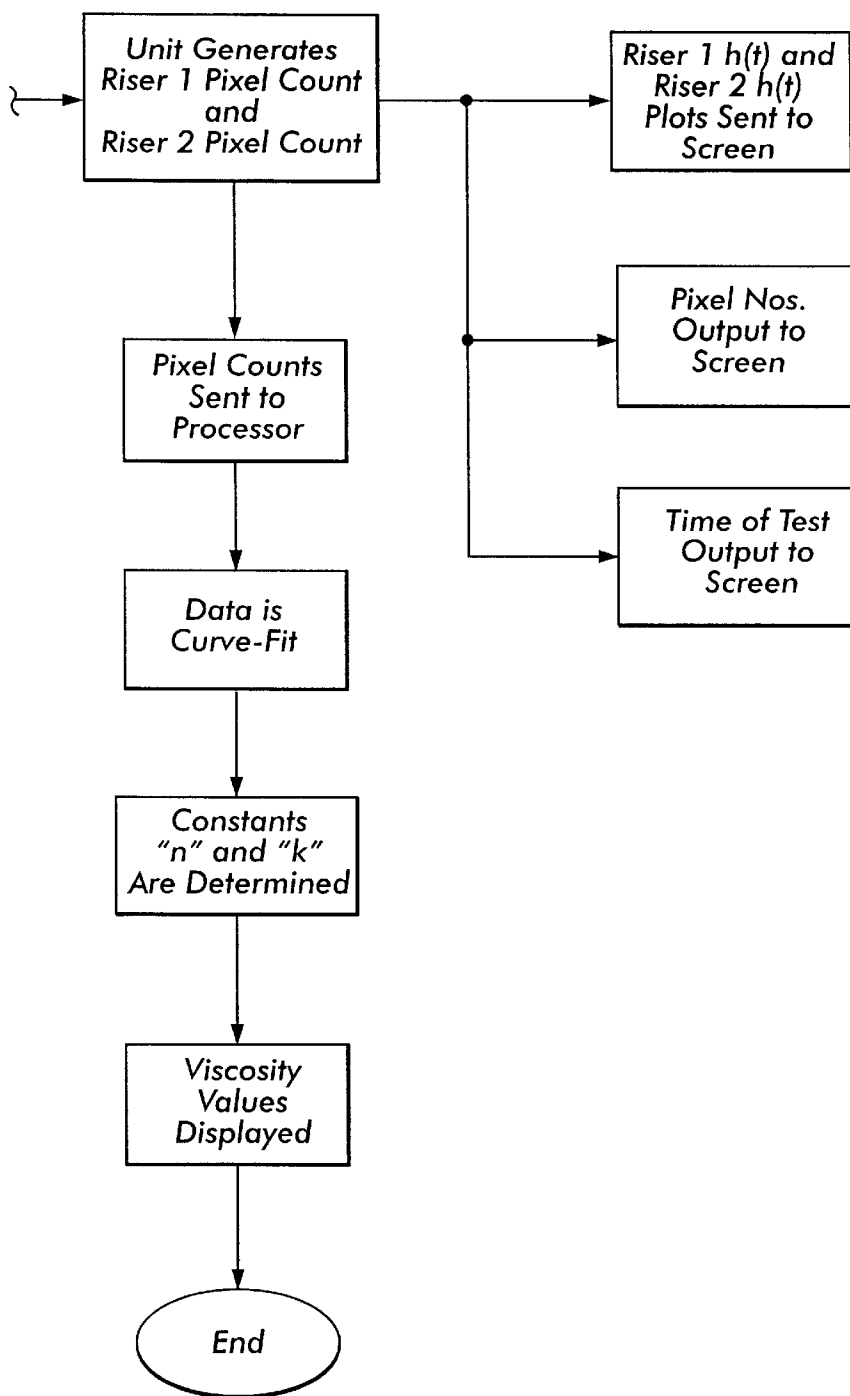 Unit Generates
Riser 1 Pixel Count
and
Riser 2 Pixel Count
Riser 1 h(t) and
Riser 2 h(t)
Plots Sent to
Screen
Pixel Nos.
Output to
Screen
Pixel Counts
Sent to
Processor
Time of Test
Output to
Screen
Data is
Curve-Fit
Constants
“n” and “k”
Are Determined
Viscosity
Values
Displayed
End